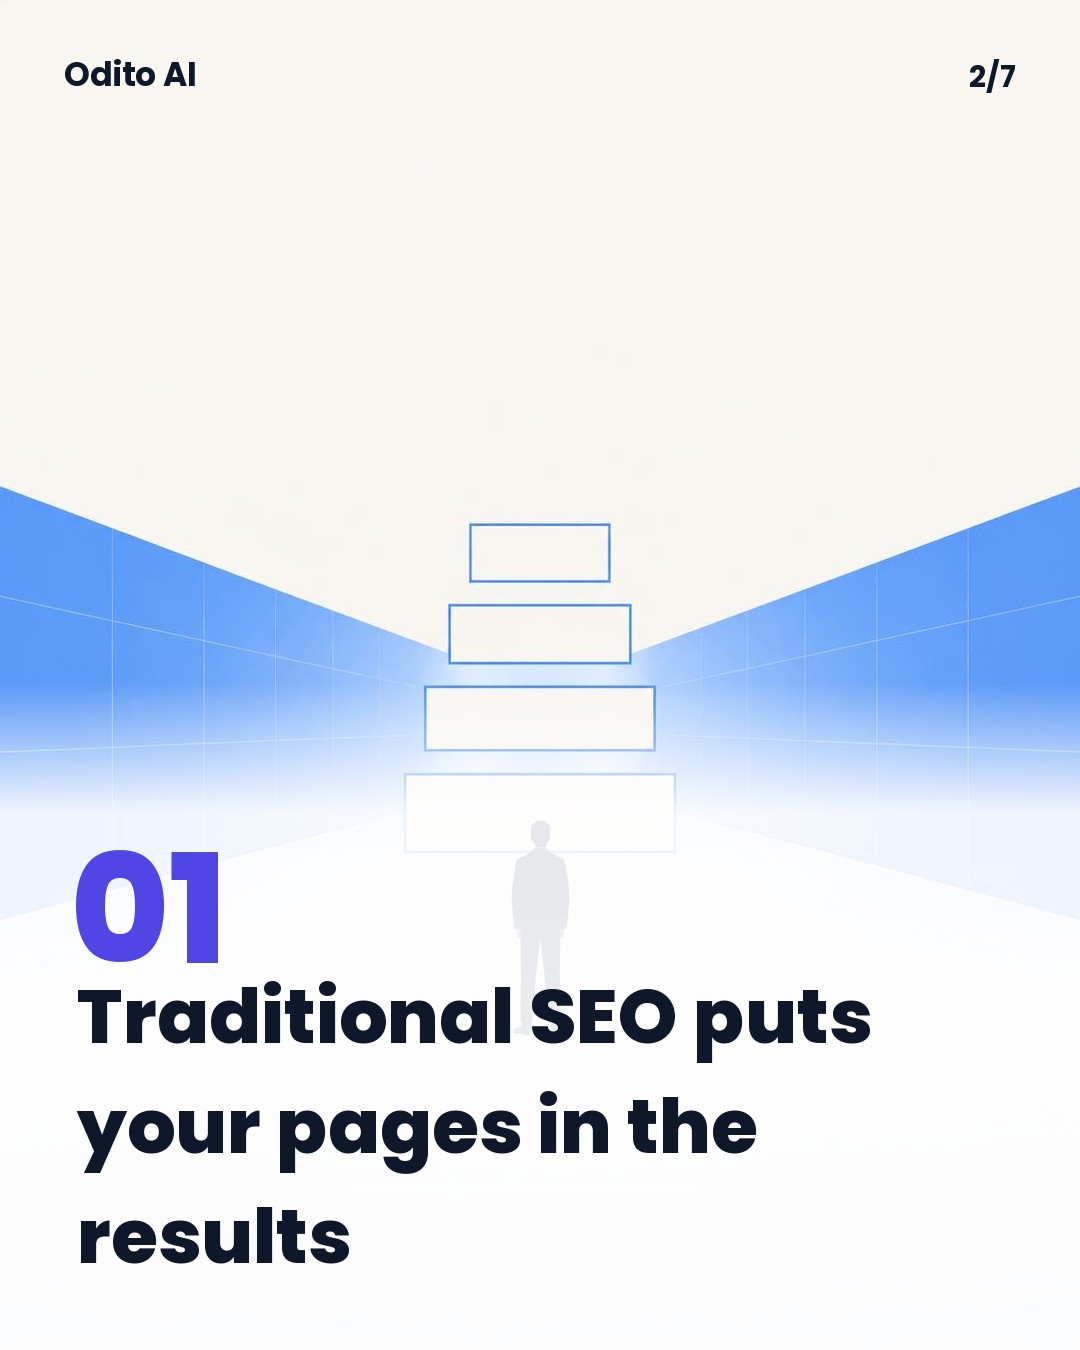 Odito AI
2/7
01
Traditional SEO puts
your pages in the
results